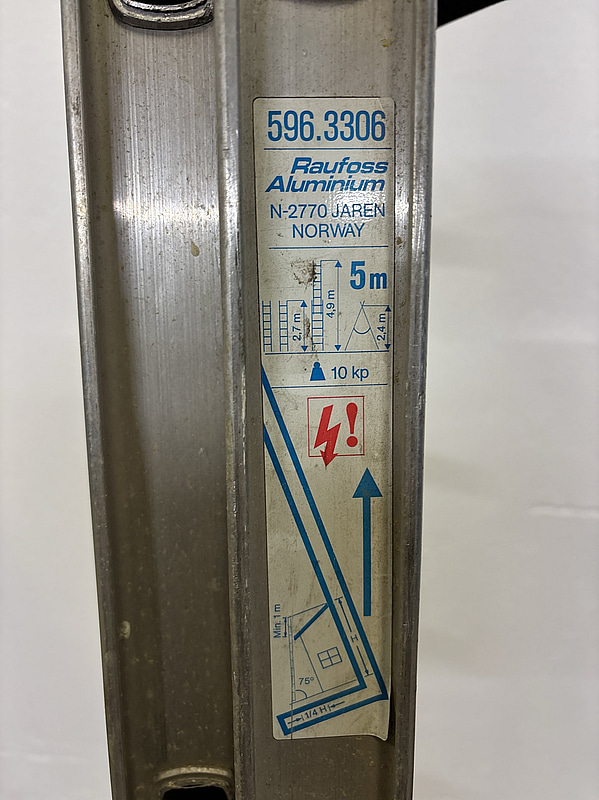 596.3306
Raufoss
Aluminium
N-2770 JAREN
NORWAY
5m
2,7 m
4,9 m
2,4 m
10 kp
!
Min. 1 m
H
75°
1/4 H